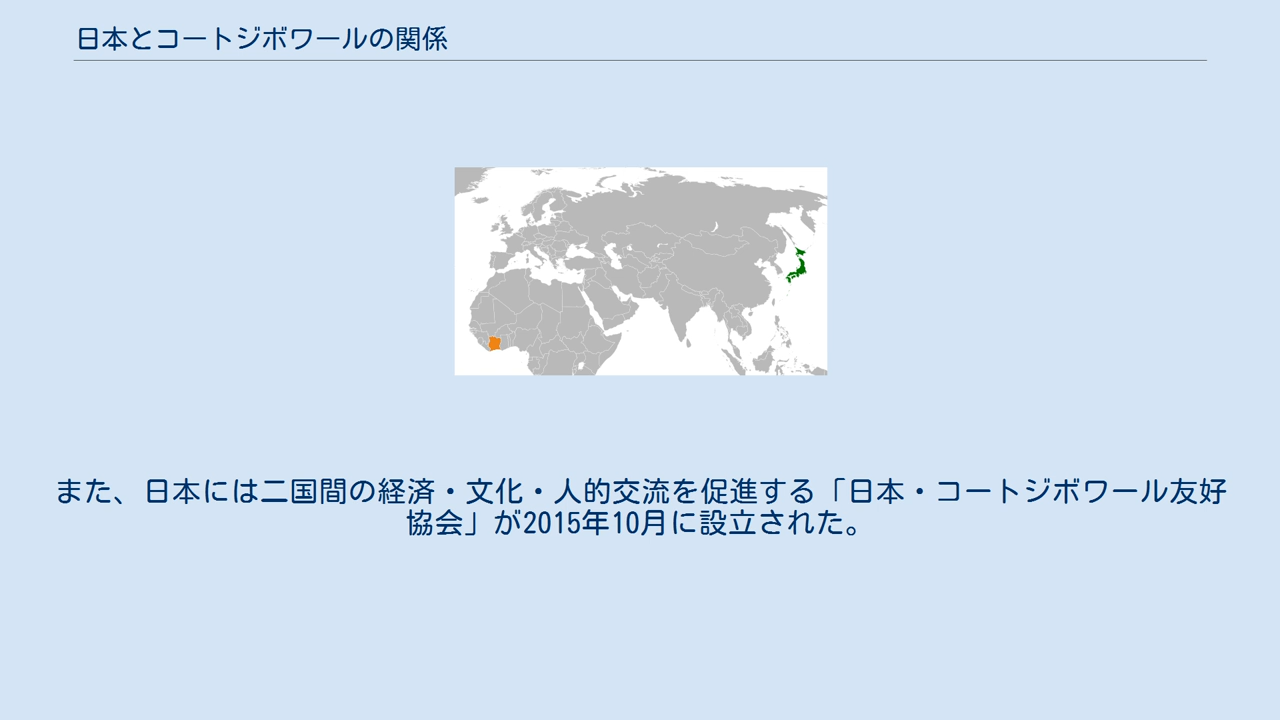 日本とコートジボワールの関係
また、日本には二国間の経済・文化・人的交流を促進する「日本・コートジボワール友好
協会」が2015年10月に設立された。